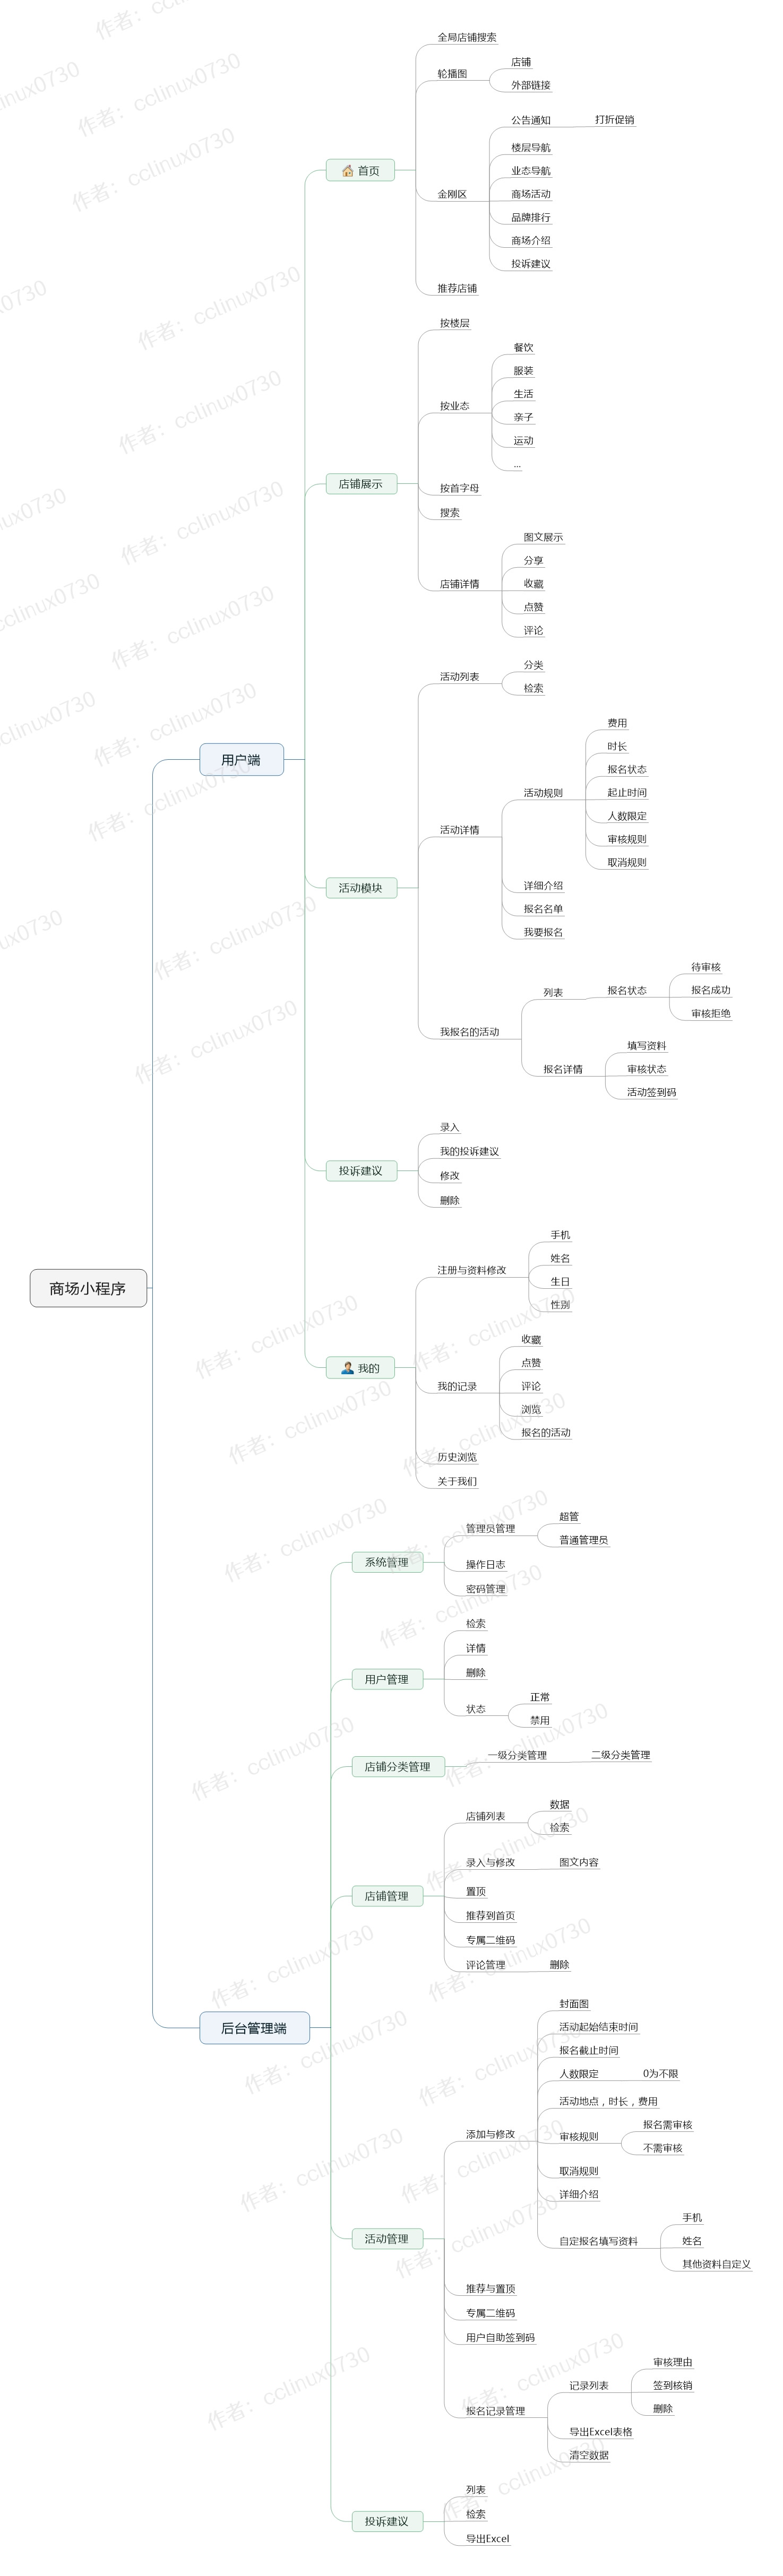 商场小程序
用户端
首页
全局店铺搜索
轮播图
店铺
外部链接
金刚区
公告通知
打折促销
楼层导航
业态导航
商场活动
品牌排行
商场介绍
投诉建议
推荐店铺
店铺展示
按楼层
按业态
餐饮
服装
生活
亲子
运动
...
按首字母
搜索
店铺详情
图文展示
分享
收藏
点赞
评论
活动模块
活动列表
分类
检索
活动详情
活动规则
费用
时长
报名状态
起止时间
人数限定
审核规则
取消规则
详细介绍
报名名单
我要报名
我报名的活动
列表
报名状态
待审核
报名成功
审核拒绝
报名详情
填写资料
审核状态
活动签到码
投诉建议
录入
我的投诉建议
修改
删除
我的
注册与资料修改
手机
姓名
生日
性别
我的记录
收藏
点赞
评论
浏览
报名的活动
历史浏览
关于我们
后台管理端
系统管理
管理员管理
超管
普通管理员
操作日志
密码管理
用户管理
检索
详情
删除
状态
正常
禁用
店铺分类管理
一级分类管理
二级分类管理
店铺管理
店铺列表
数据
检索
录入与修改
图文内容
置顶
推荐到首页
专属二维码
评论管理
删除
活动管理
添加与修改
封面图
活动起始结束时间
报名截止时间
人数限定
0为不限
活动地点，时长，费用
审核规则
报名需审核
不需审核
取消规则
详细介绍
自定报名填写资料
手机
姓名
其他资料自定义
推荐与置顶
专属二维码
用户自助签到码
报名记录管理
记录列表
审核理由
签到核销
删除
导出Excel表格
清空数据
投诉建议
列表
检索
导出Excel
作者：cclinux0730